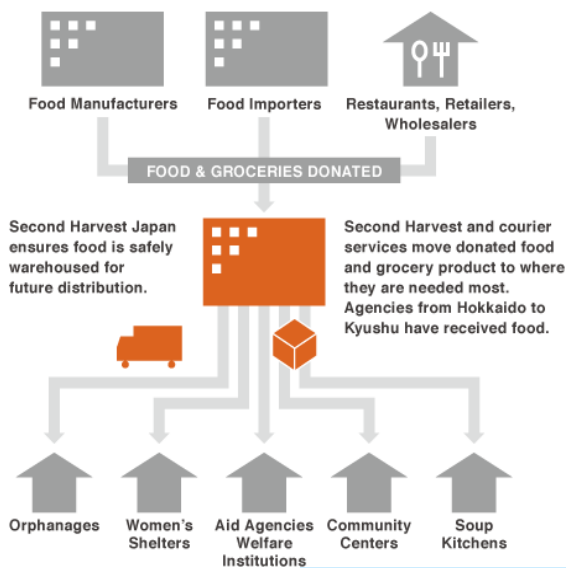 Food Manufacturers
Food Importers
Restaurants, Retailers,
Wholesalers
FOOD & GROCERIES DONATED
Second Harvest Japan
ensures food is safely
warehoused for
future distribution.
Second Harvest and courier
services move donated food
and grocery product to where
they are needed most.
Agencies from Hokkaido to
Kyushu have received food.
Orphanages
Women's
Shelters
Aid Agencies
Welfare
Institutions
Community
Centers
Soup
Kitchens